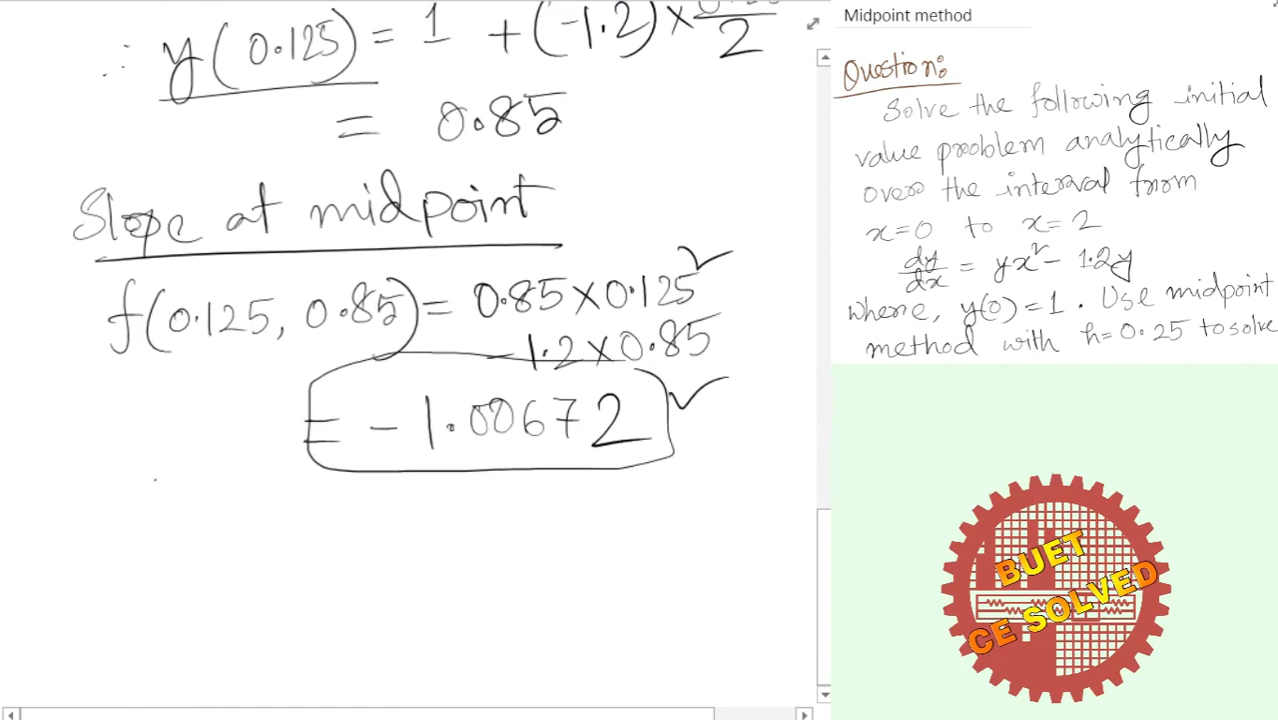 ∴ y(0.125) = 1 + (-1.2) ×
2
= 0.85
Slope at midpoint
f(0.125, 0.85) = 0.85×0.125✓
- 1.2×0.85
= - 1.00672 ✓
Midpoint method
Question:
Solve the following initial
value problem analytically
over the interval from
x=0 to x=2
dy/dx = yx² - 1.2y
where, y(0)=1. Use midpoint
method with h=0.25 to solve
BUET
CE SOLVED